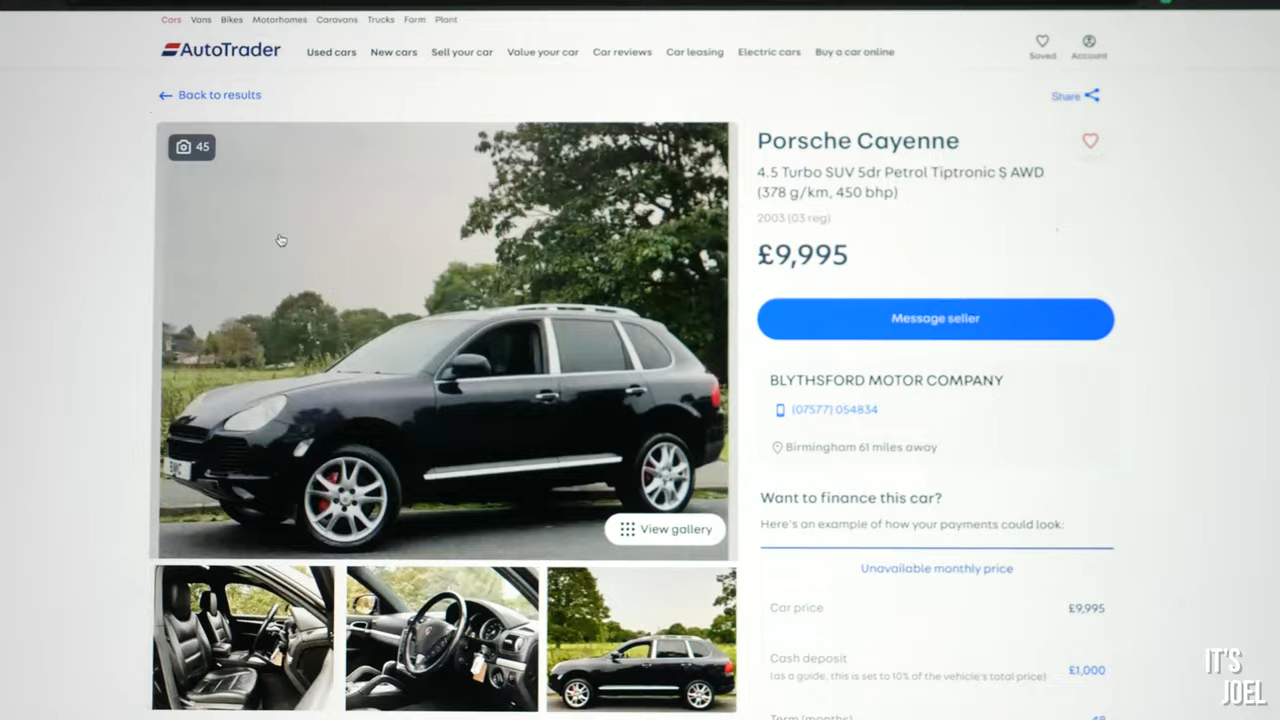 Cars Vans Bikes Motorhomes Caravans Trucks Farm Plant
AutoTrader
Used cars New cars Sell your car Value your car Car reviews Car leasing Electric cars Buy a car online
Saved Account
Back to results
Share
45
Porsche Cayenne
4.5 Turbo SUV 5dr Petrol Tiptronic S AWD
(378 g/km, 450 bhp)
2003 (03 reg)
£9,995
Message seller
BLYTHSFORD MOTOR COMPANY
(07577) 054834
Birmingham 61 miles away
BMC
View gallery
Want to finance this car?
Here's an example of how your payments could look:
Unavailable monthly price
Car price £9,995
Cash deposit
(as a guide, this is set to 10% of the vehicle's total price) £1,000
Term (months) 48
IT'S
JOEL